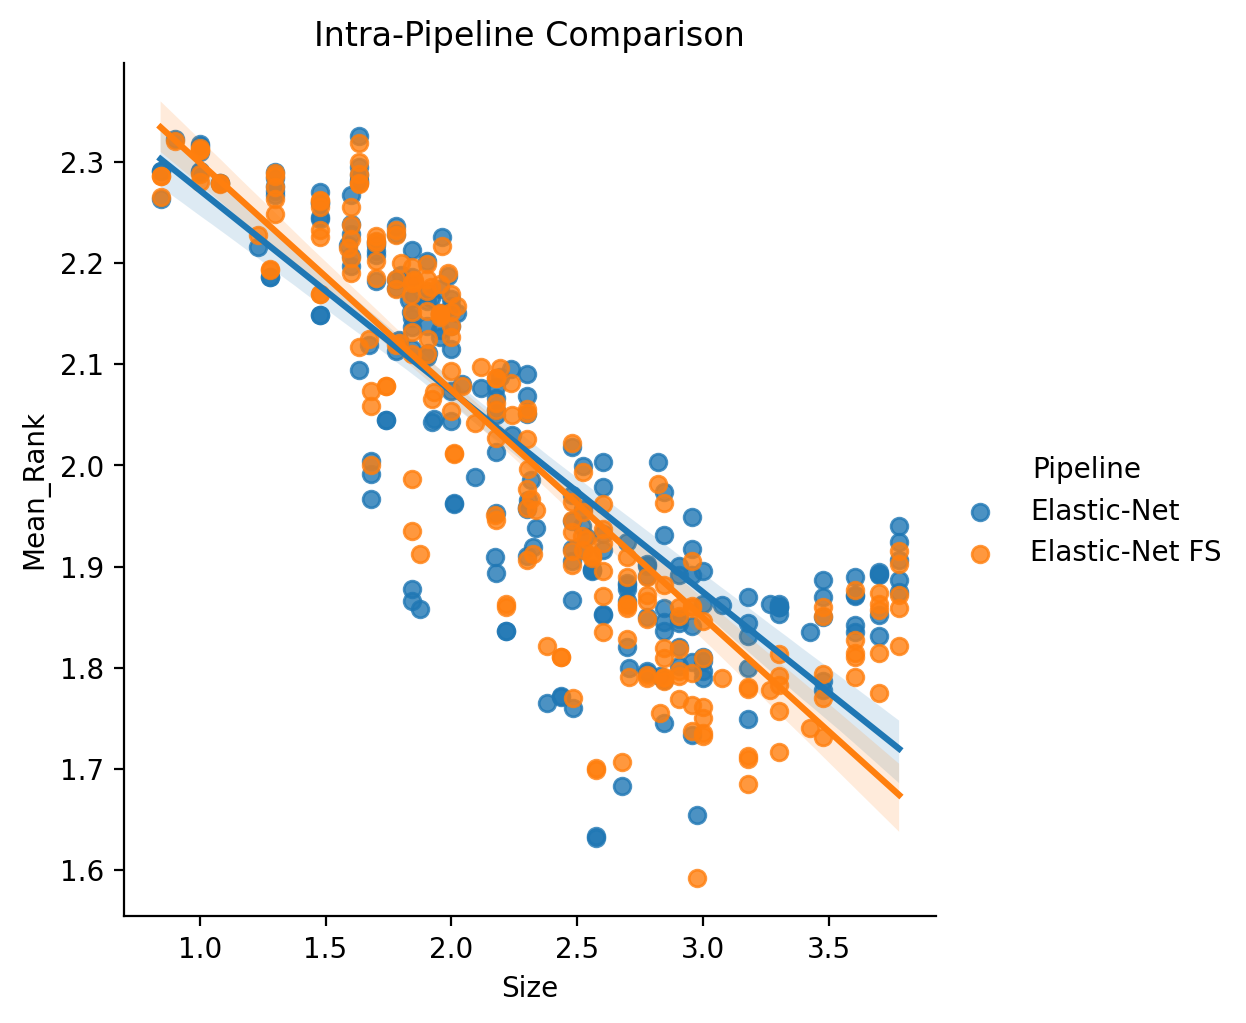 Intra-Pipeline Comparison
Mean_Rank
2.3
2.2
2.1
2.0
1.9
1.8
1.7
1.6
1.0 1.5 2.0 2.5 3.0 3.5
Size
Pipeline
Elastic-Net
Elastic-Net FS